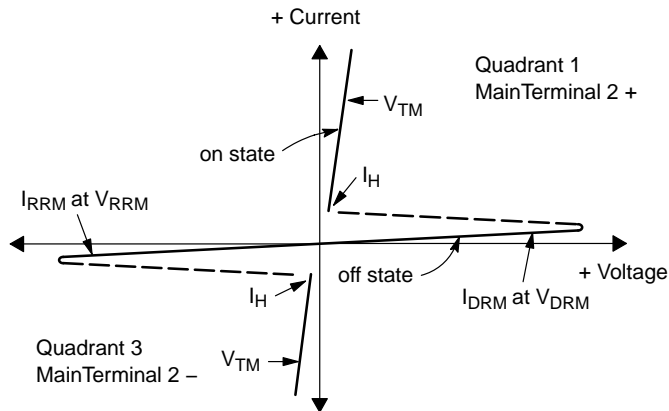 + Current
Quadrant 1
MainTerminal 2 +
VTM
on state
IH
IRRM at VRRM
+ Voltage
off state
IDRM at VDRM
IH
Quadrant 3
MainTerminal 2 –
VTM